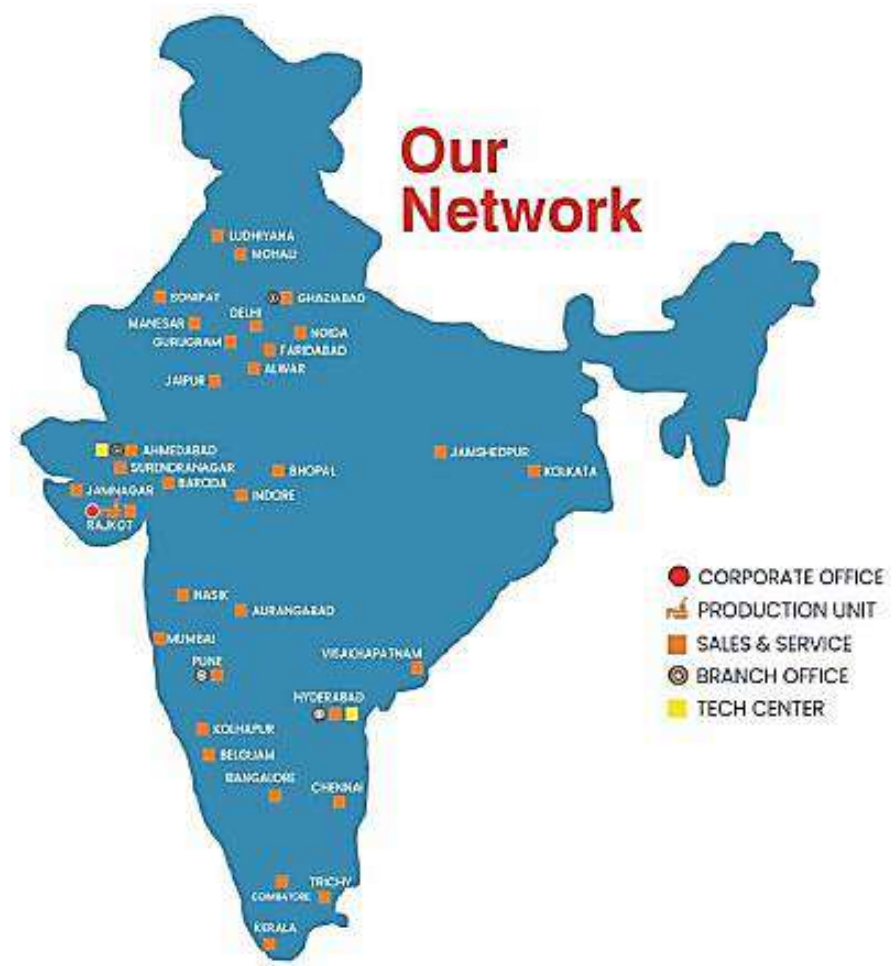 Our
Network
LUDHIYANA
MOHALI
SONIPAT
GHAZIABAD
DELHI
MANESAR
NOIDA
GURUGRAM
FARIDABAD
ALWAR
JAIPUR
AHMEDABAD
SURENDRANAGAR
JAMSHEDPUR
BHOPAL
KOLKATA
BARODA
JAMNAGAR
INDORE
RAJKOT
CORPORATE OFFICE
NASIK
PRODUCTION UNIT
AURANGABAD
MUMBAI
SALES & SERVICE
VISAKHAPATNAM
PUNE
BRANCH OFFICE
HYDERABAD
TECH CENTER
KOLHAPUR
BELGUAM
BANGALORE
CHENNAI
TRICHY
COIMBATORE
KERALA